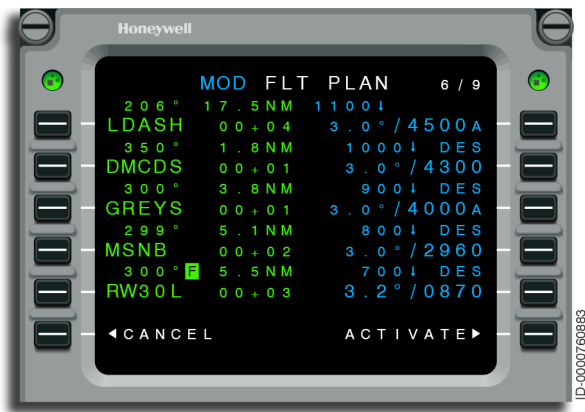 Honeywell
MOD FLT PLAN 6 / 9
206° 17.5NM 1100↓
LDASH 00+04 3.0°/4500A
350° 1.8NM 1000↓ DES
DMCDS 00+01 3.0°/4300
300° 3.8NM 900↓ DES
GREYS 00+01 3.0°/4000A
299° 5.1NM 800↓ DES
MSNB 00+02 3.0°/2960
300° F 5.5NM 700↓ DES
RW30L 00+03 3.2°/0870
◀CANCEL ACTIVATE▶
ID-0000760883